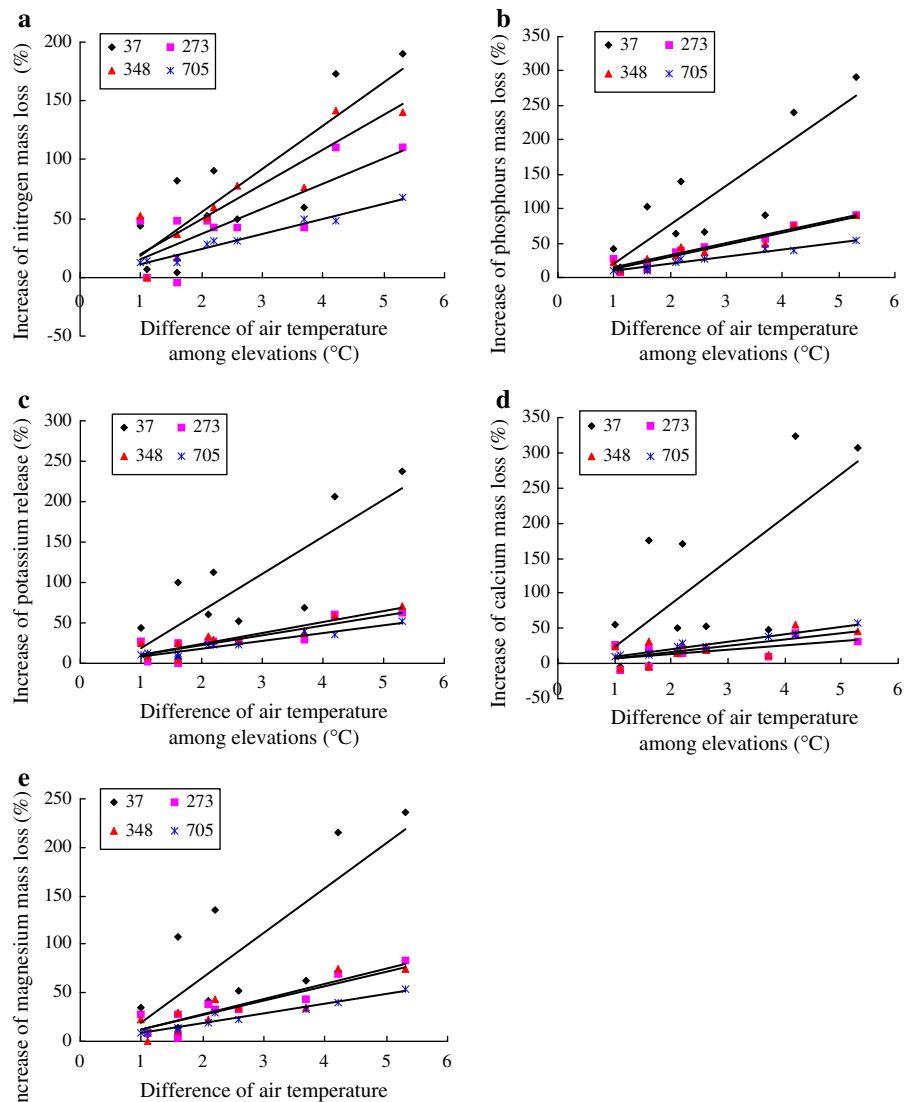 a
Increase of nitrogen mass loss (%)
37 273
348 705
200
150
100
50
0
-50
0 1 2 3 4 5 6
Difference of air temperature
among elevations (°C)
b
Increase of phosphours mass loss (%)
37 273
348 705
350
300
250
200
150
100
50
0
0 1 2 3 4 5 6
Difference of air temperature
among elevations (°C)
c
Increase of potassium release (%)
37 273
348 705
300
250
200
150
100
50
0
0 1 2 3 4 5 6
Difference of air temperature
among elevations (°C)
d
Increase of calcium mass loss (%)
37 273
348 705
350
300
250
200
150
100
50
0
-50
0 1 2 3 4 5 6
Difference of air temperature
among elevations (°C)
e
ncrease of magnesium mass loss (%)
37 273
348 705
250
200
150
100
50
0
0 1 2 3 4 5 6
Difference of air temperature